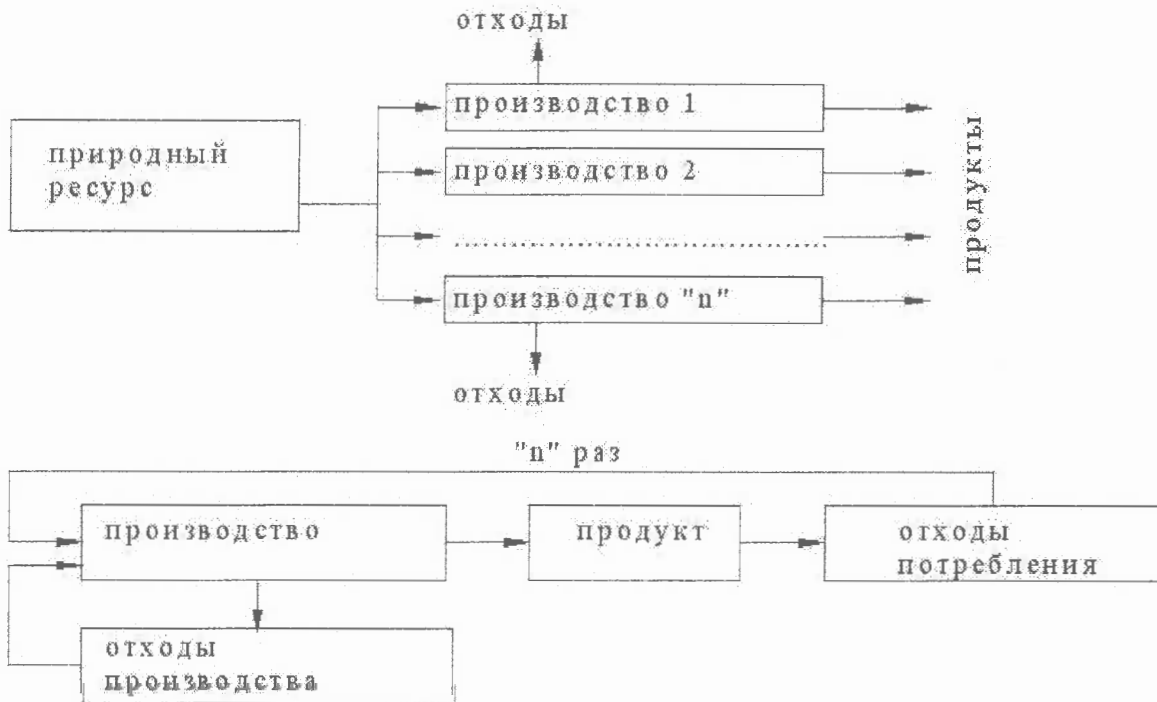 отходы
производство 1
природный
ресурс
производство 2
продукты
производство "n"
отходы
"n" раз
производство
продукт
отходы
потребления
отходы
производства